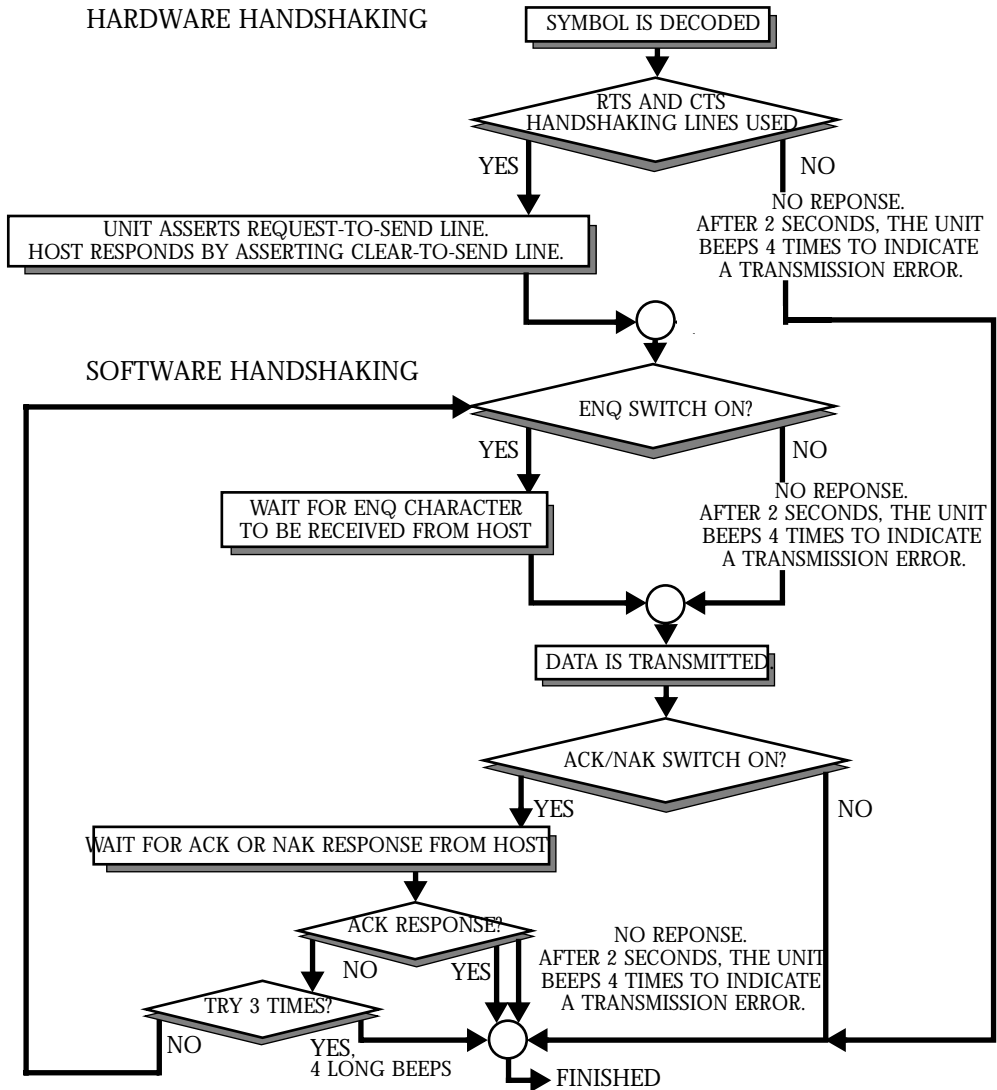 HARDWARE HANDSHAKING
SYMBOL IS DECODED
RTS AND CTS
HANDSHAKING LINES USED
YES
NO
UNIT ASSERTS REQUEST-TO-SEND LINE.
HOST RESPONDS BY ASSERTING CLEAR-TO-SEND LINE.
NO REPONSE.
AFTER 2 SECONDS, THE UNIT
BEEPS 4 TIMES TO INDICATE
A TRANSMISSION ERROR.
SOFTWARE HANDSHAKING
ENQ SWITCH ON?
YES
NO
WAIT FOR ENQ CHARACTER
TO BE RECEIVED FROM HOST
NO REPONSE.
AFTER 2 SECONDS, THE UNIT
BEEPS 4 TIMES TO INDICATE
A TRANSMISSION ERROR.
DATA IS TRANSMITTED.
ACK/NAK SWITCH ON?
YES
NO
WAIT FOR ACK OR NAK RESPONSE FROM HOST
ACK RESPONSE?
NO
YES
NO REPONSE.
AFTER 2 SECONDS, THE UNIT
BEEPS 4 TIMES TO INDICATE
A TRANSMISSION ERROR.
TRY 3 TIMES?
NO
YES,
4 LONG BEEPS
FINISHED